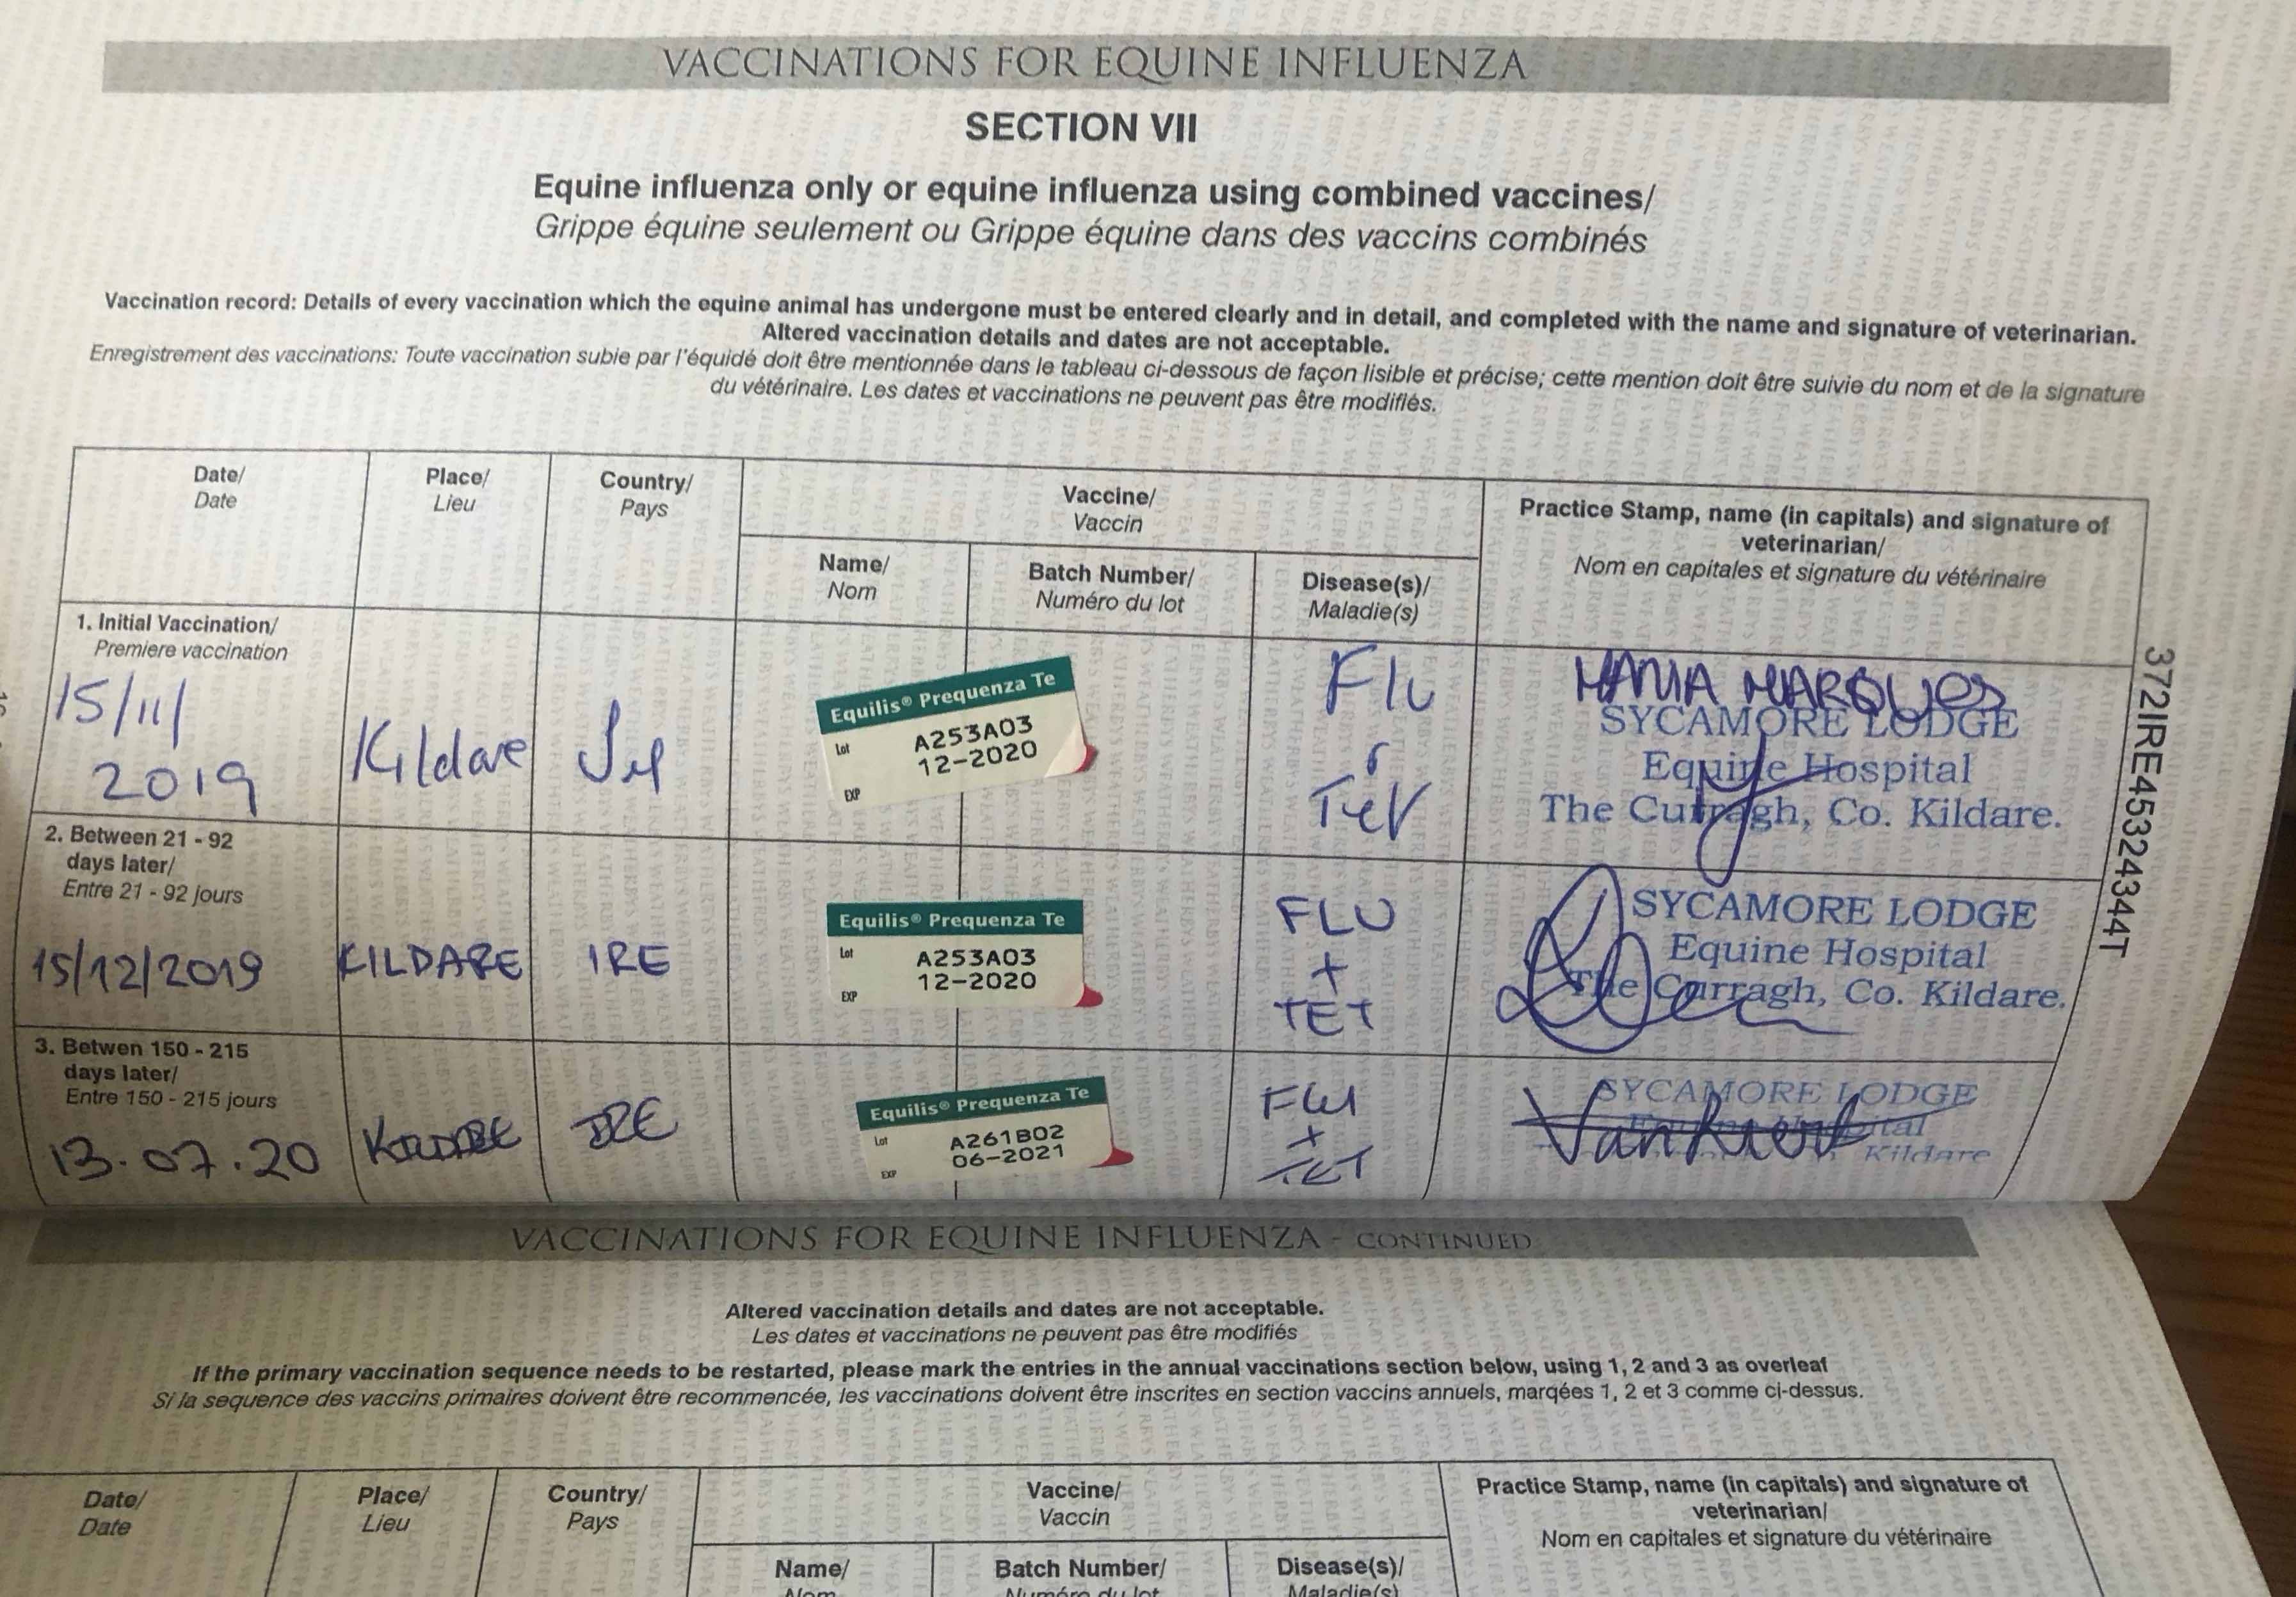 VACCINATIONS FOR EQUINE INFLUENZA
SECTION VII
Equine influenza only or equine influenza using combined vaccines/
Grippe équine seulement ou Grippe équine dans des vaccins combinés
Vaccination record: Details of every vaccination which the equine animal has undergone must be entered clearly and in detail, and completed with the name and signature of veterinarian.
Altered vaccination details and dates are not acceptable.
Enregistrement des vaccinations: Toute vaccination subie par l'équidé doit être mentionnée dans le tableau ci-dessous de façon lisible et précise; cette mention doit être suivie du nom et de la signature
du vétérinaire. Les dates et vaccinations ne peuvent pas être modifiés.
Date/
Date
Place/
Lieu
Country/
Pays
Vaccine/
Vaccin
Name/
Nom
Batch Number/
Numéro du lot
Disease(s)/
Maladie(s)
Practice Stamp, name (in capitals) and signature of
veterinarian/
Nom en capitales et signature du vétérinaire
1. Initial Vaccination/
Premiere vaccination
15/11/
2019
Kildare
Equilis® Prequenza Te
Lot A253A03
12-2020
EXP
Flu
MARQUES
SYCAMORE LODGE
Equine Hospital
The Curragh, Co. Kildare.
2. Between 21 - 92
days later/
Entre 21 - 92 jours
15/12/2019
KILDARE
IRE
Equilis® Prequenza Te
Lot A253A03
12-2020
EXP
FLU
+
TET
SYCAMORE LODGE
Equine Hospital
The Curragh, Co. Kildare.
3. Betwen 150 - 215
days later/
Entre 150 - 215 jours
13.07.20
KILDARE
IRE
Equilis® Prequenza Te
Lot A261B02
06-2021
EXP
FLU
+
TET
SYCAMORE LODGE
Kildare
372IRE45324344T
VACCINATIONS FOR EQUINE INFLUENZA - CONTINUED
Altered vaccination details and dates are not acceptable.
Les dates et vaccinations ne peuvent pas être modifiés
If the primary vaccination sequence needs to be restarted, please mark the entries in the annual vaccinations section below, using 1, 2 and 3 as overleaf
Si la sequence des vaccins primaires doivent être recommencée, les vaccinations doivent être inscrites en section vaccins annuels, marqées 1, 2 et 3 comme ci-dessus.
Date/
Date
Place/
Lieu
Country/
Pays
Vaccine/
Vaccin
Name/
Nom
Batch Number/
Numéro du lot
Disease(s)/
Maladie(s)
Practice Stamp, name (in capitals) and signature of
veterinarian/
Nom en capitales et signature du vétérinaire